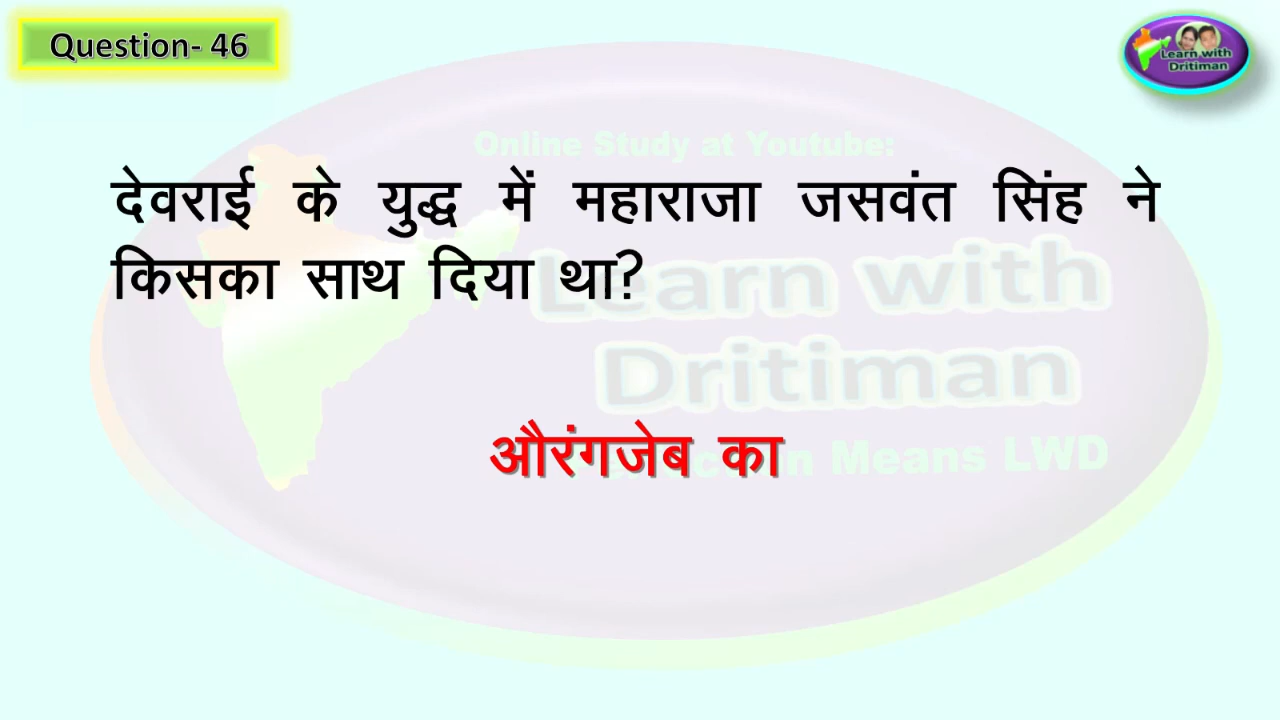 Question- 46
Learn with
Dritiman
Online Study at Youtube:
देवराई के युद्ध में महाराजा जसवंत सिंह ने
किसका साथ दिया था?
Learn with
Dritiman
औरंगजेब का
Means LWD